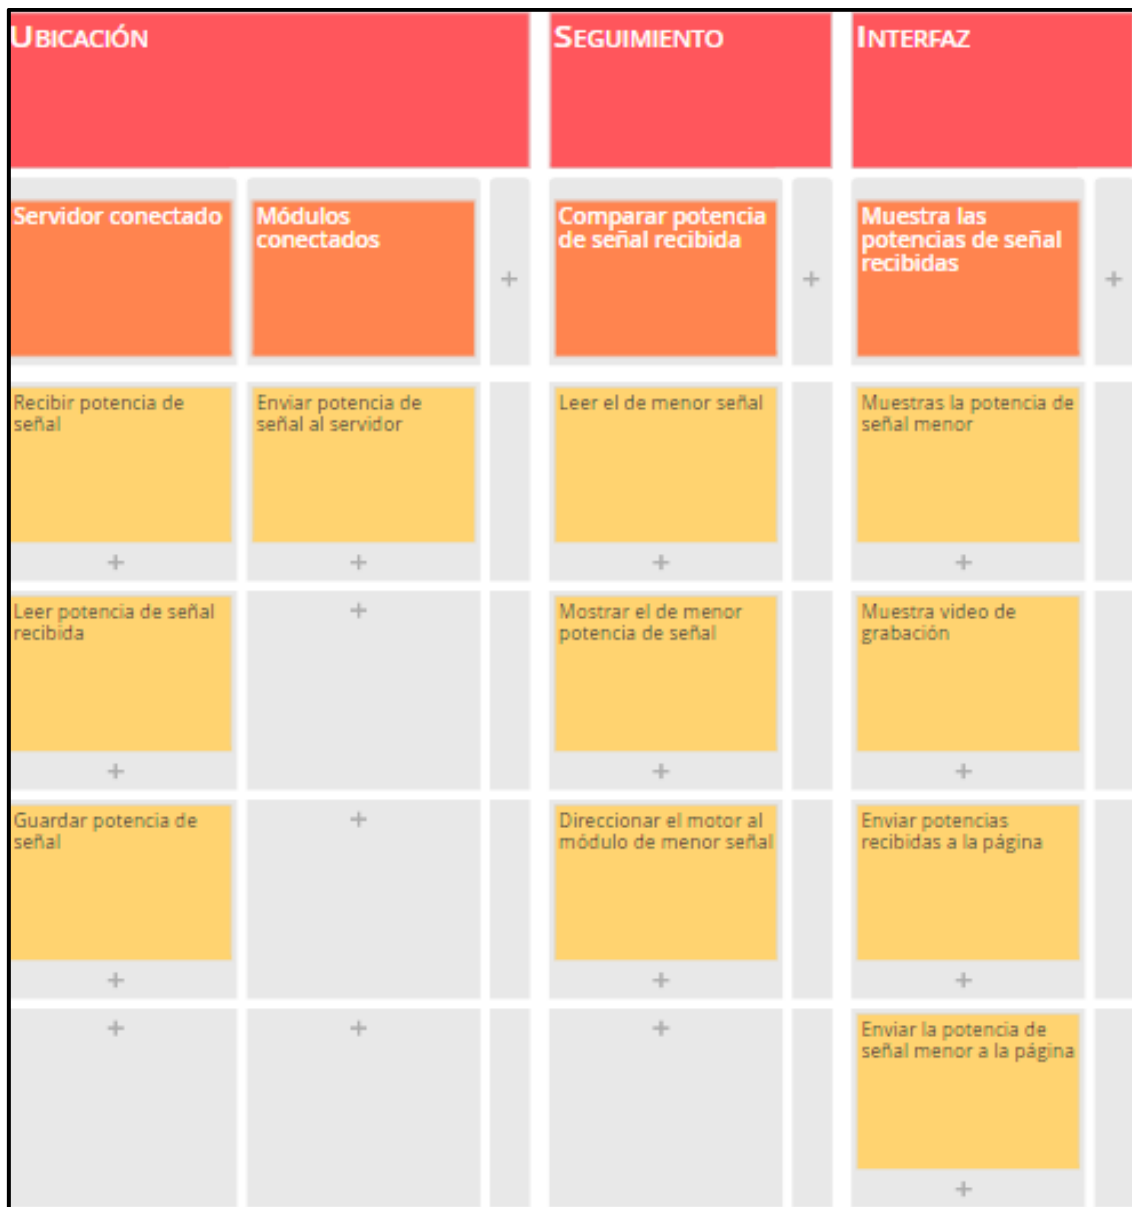 UBICACIÓN
SEGUIMIENTO
INTERFAZ
Servidor conectado
Módulos
conectados
Comparar potencia
de señal recibida
Muestra las
potencias de señal
recibidas
+
+
+
Recibir potencia de
señal
Enviar potencia de
señal al servidor
Leer el de menor señal
Muestras la potencia de
señal menor
+
+
+
+
Leer potencia de señal
recibida
+
Mostrar el de menor
potencia de señal
Muestra video de
grabación
+
+
+
Guardar potencia de
señal
+
Direccionar el motor al
módulo de menor señal
Enviar potencias
recibidas a la página
+
+
+
+
+
+
Enviar la potencia de
señal menor a la página
+